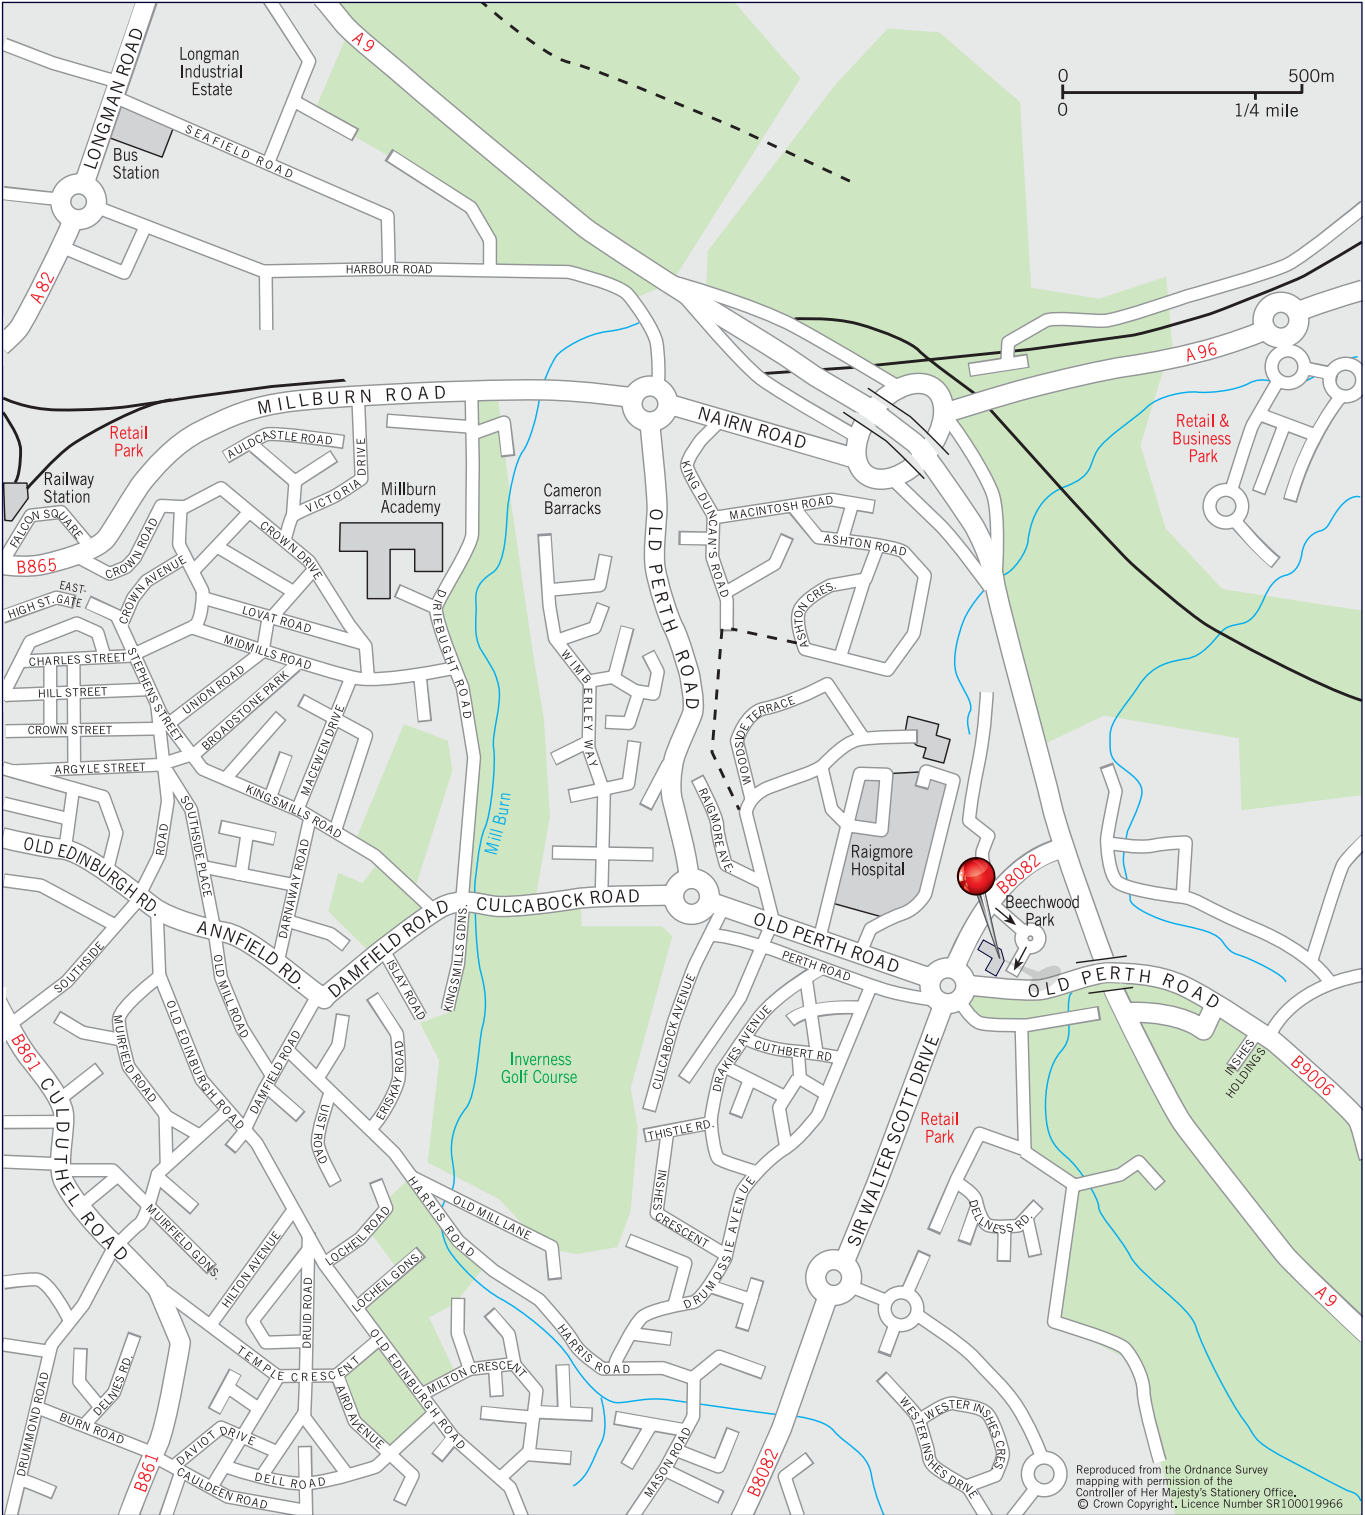 A9
0 500m
0 1/4 mile
Longman
Industrial
Estate
LONGMAN ROAD
SEAFIELD ROAD
Bus
Station
HARBOUR ROAD
A82
A96
MILLBURN ROAD
NAIRN ROAD
Retail
Park
Retail &
Business
Park
AULDCASTLE ROAD
VICTORIA DRIVE
Railway
Station
FALCON SQUARE
Millburn
Academy
Cameron
Barracks
KING DUNCAN'S ROAD
MACINTOSH ROAD
ASHTON ROAD
ASHTON CRES.
OLD PERTH ROAD
B865
CROWN ROAD
CROWN AVENUE
CROWN DRIVE
EAST-
GATE
HIGH ST.
LOVAT ROAD
MIDMILLS ROAD
DIRIEBUGHT ROAD
CHARLES STREET
HILL STREET
CROWN STREET
ARGYLE STREET
STEPHENS STREET
UNION ROAD
BROADSTONE PARK
MACEWEN DRIVE
KINGSMILLS ROAD
WIMBERLEY WAY
WOODSIDE TERRACE
RAIGMORE AVE.
Mill Burn
Raigmore
Hospital
B8082
Beechwood
Park
OLD EDINBURGH RD.
SOUTHSIDE PLACE
SOUTHSIDE
ROAD
DARNAWAY ROAD
ANNFIELD RD.
DAMFIELD ROAD
CULCABOCK ROAD
OLD PERTH ROAD
PERTH ROAD
OLD PERTH ROAD
KINGSMILLS GDNS.
ISLAY ROAD
OLD MILL ROAD
OLD EDINBURGH ROAD
MUIRFIELD ROAD
DAMFIELD ROAD
UIST ROAD
ERISKAY ROAD
CULCABOCK AVENUE
DRAKIES AVENUE
CUTHBERT RD
SIR WALTER SCOTT DRIVE
INSHES
HOLDINGS
B9006
B861
CULDUTHEL ROAD
Inverness
Golf Course
Retail
Park
THISTLE RD.
INSHES
CRESCENT
DRUMOSSIE AVENUE
DELLNESS RD.
MUIRFIELD GDNS.
HILTON AVENUE
LOCHEIL ROAD
LOCHEIL GDNS.
HARRIS ROAD
OLD MILL LANE
DRUID ROAD
TEMPLE CRESCENT
OLD EDINBURGH ROAD
MILTON CRESCENT
HARRIS ROAD
A9
DELNIES RD.
DRUMMOND ROAD
BURN ROAD
B861
DAVIOT DRIVE
CAULDEEN ROAD
DELL ROAD
AIRD AVENUE
MASON ROAD
B8082
WESTER INSHES CRES
WESTER INSHES DRIVE
Reproduced from the Ordnance Survey
mapping with permission of the
Controller of Her Majesty's Stationery Office.
© Crown Copyright. Licence Number SR100019966